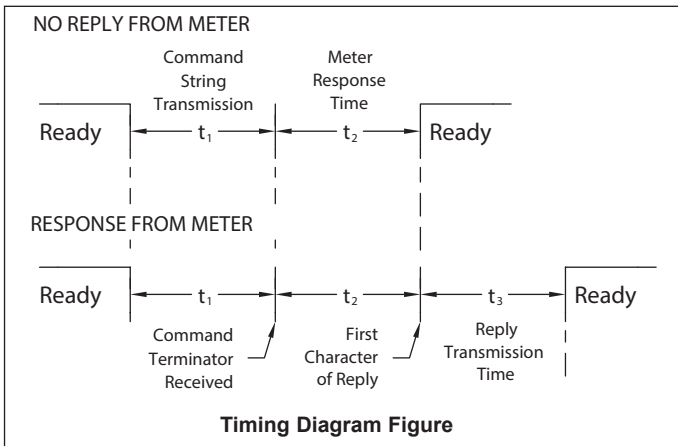 NO REPLY FROM METER
Command
String
Transmission
Meter
Response
Time
Ready
t1
t2
Ready
RESPONSE FROM METER
Ready
t1
t2
t3
Ready
Command
Terminator
Received
First
Character
of Reply
Reply
Transmission
Time
Timing Diagram Figure